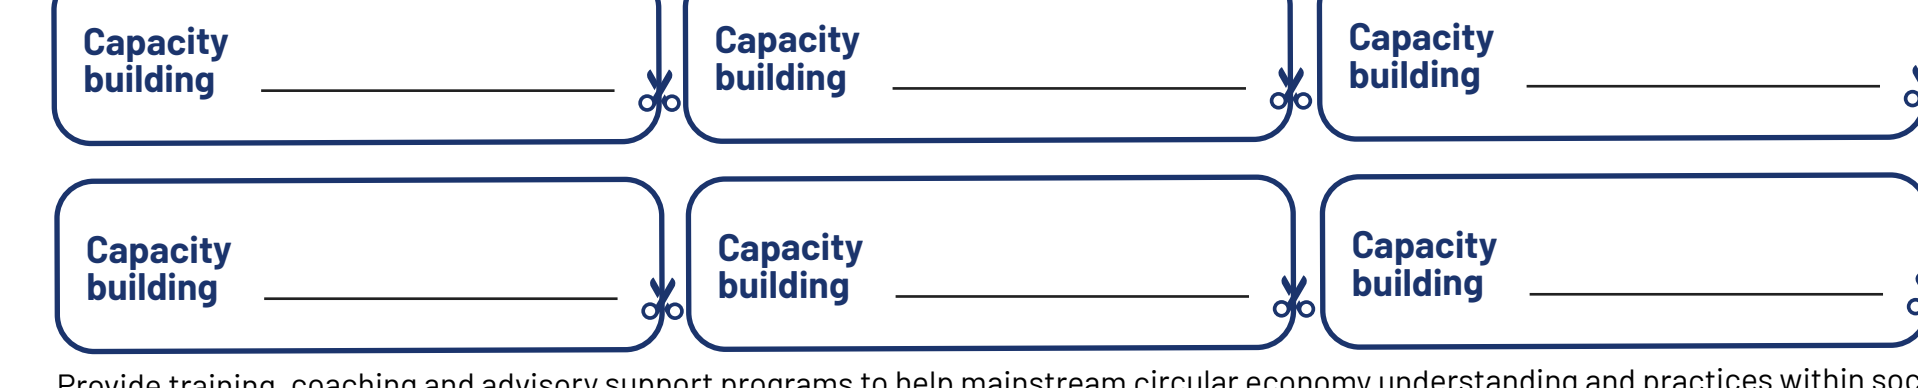 Capacity
building
Capacity
building
Capacity
building
Capacity
building
Capacity
building
Capacity
building
Provide training, coaching and advisory support programs to help mainstream circular economy understanding and practices within